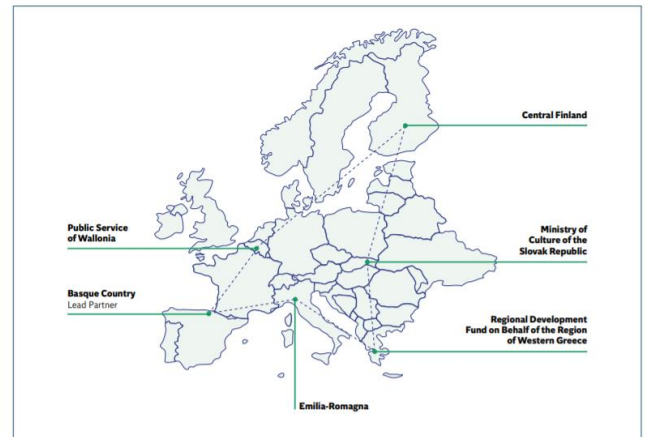 Central Finland
Public Service
of Wallonia
Ministry of
Culture of the
Slovak Republic
Basque Country
Lead Partner
Regional Development
Fund on Behalf of the Region
of Western Greece
Emilia-Romagna